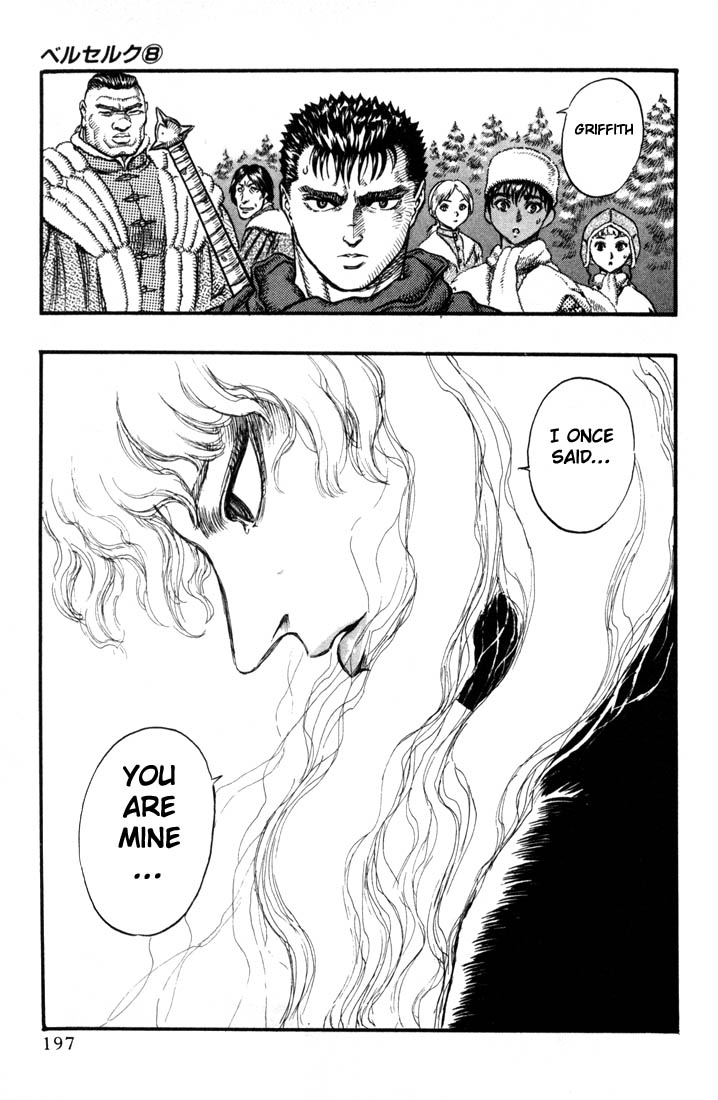 ベルセルク⑧
GRIFFITH
I ONCE
SAID...
YOU
ARE
MINE
...
197